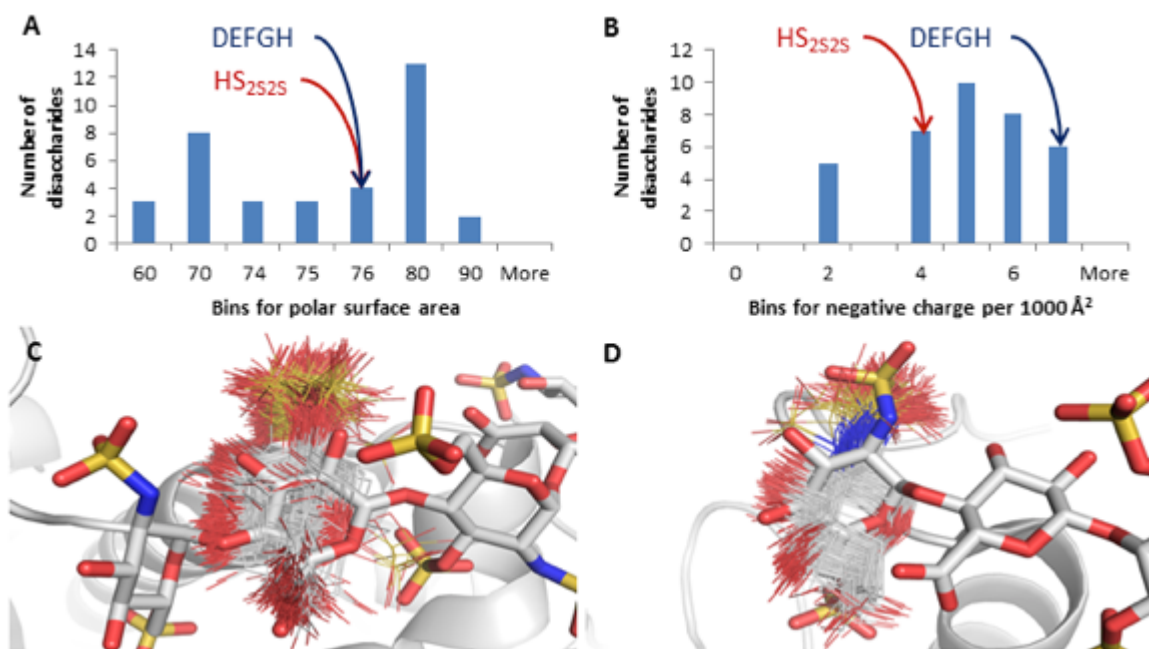 A
DEFGH
HS2S2S
Number of
disaccharides
14
12
10
8
6
4
2
0
60 70 74 75 76 80 90 More
Bins for polar surface area
B
HS2S2S DEFGH
Number of
disaccharides
12
10
8
6
4
2
0
0 2 4 6 More
Bins for negative charge per 1000 Å²
C
D